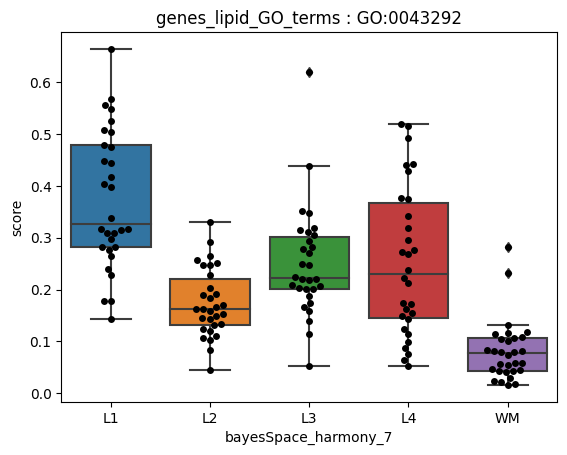 genes_lipid_GO_terms : GO:0043292
0.6
0.5
0.4
0.3
0.2
0.1
0.0
score
L1 L2 L3 L4 WM
bayesSpace_harmony_7